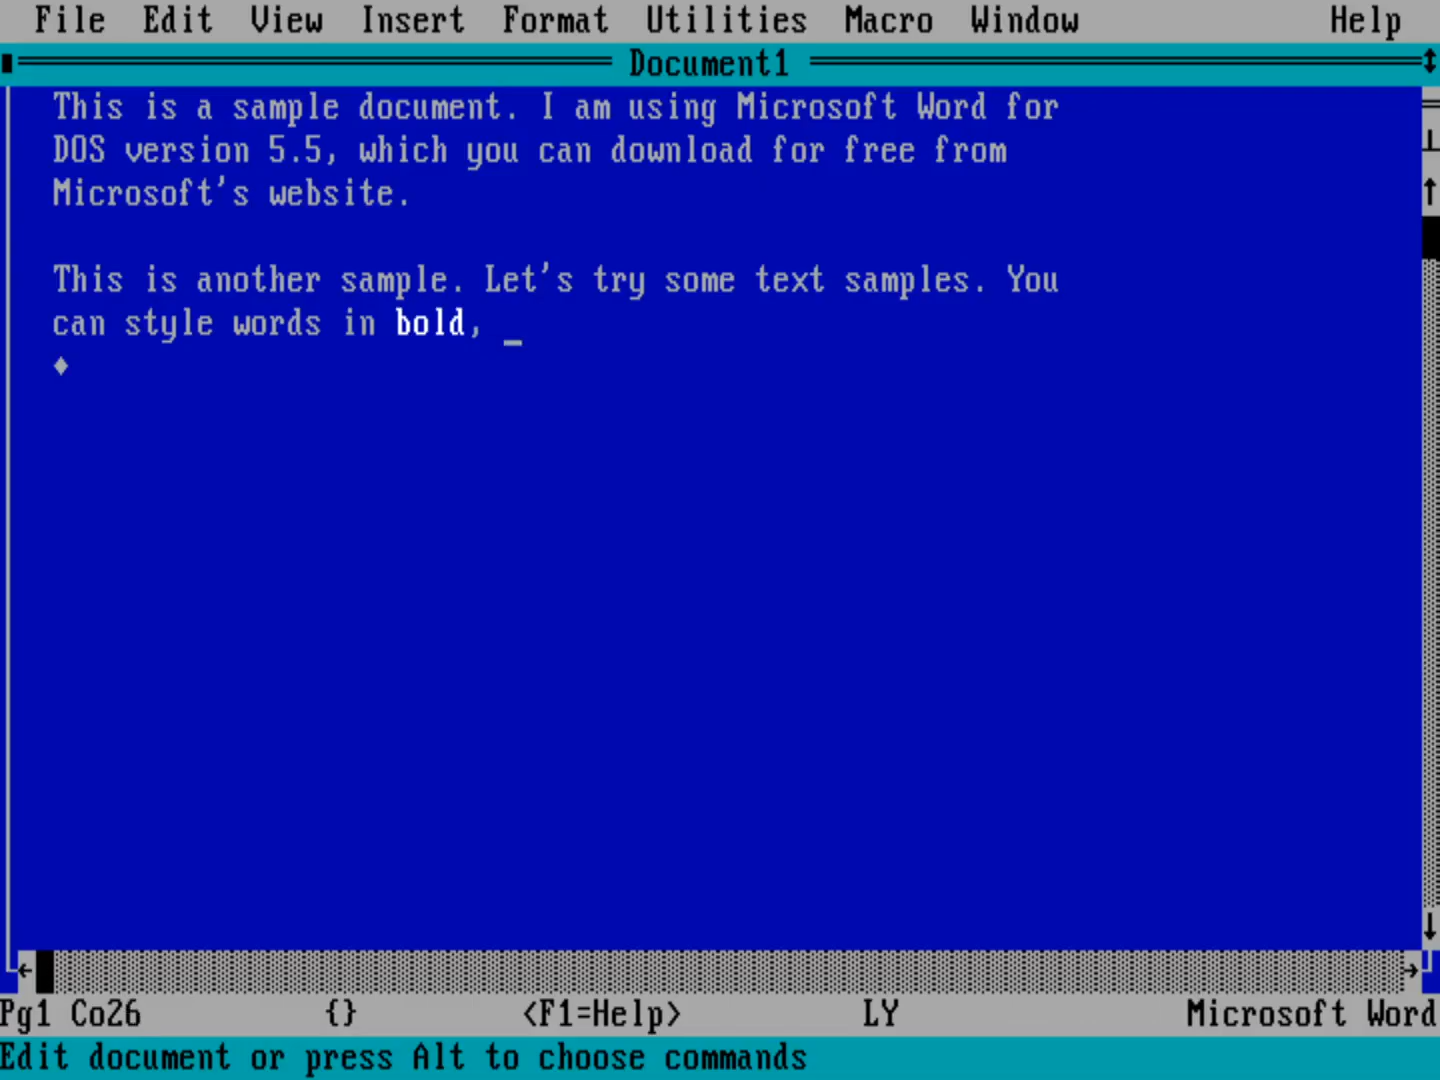 File Edit View Insert Format Utilities Macro Window Help
Document1
This is a sample document. I am using Microsoft Word for
DOS version 5.5, which you can download for free from
Microsoft's website.
This is another sample. Let's try some text samples. You
can style words in bold, _
Pg1 Co26 {} <F1=Help> LY Microsoft Word
Edit document or press Alt to choose commands